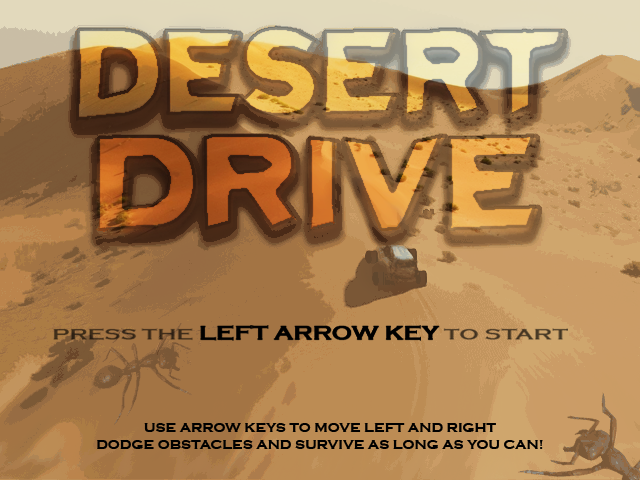 DESERT
DRIVE
PRESS THE LEFT ARROW KEY TO START
USE ARROW KEYS TO MOVE LEFT AND RIGHT
DODGE OBSTACLES AND SURVIVE AS LONG AS YOU CAN!